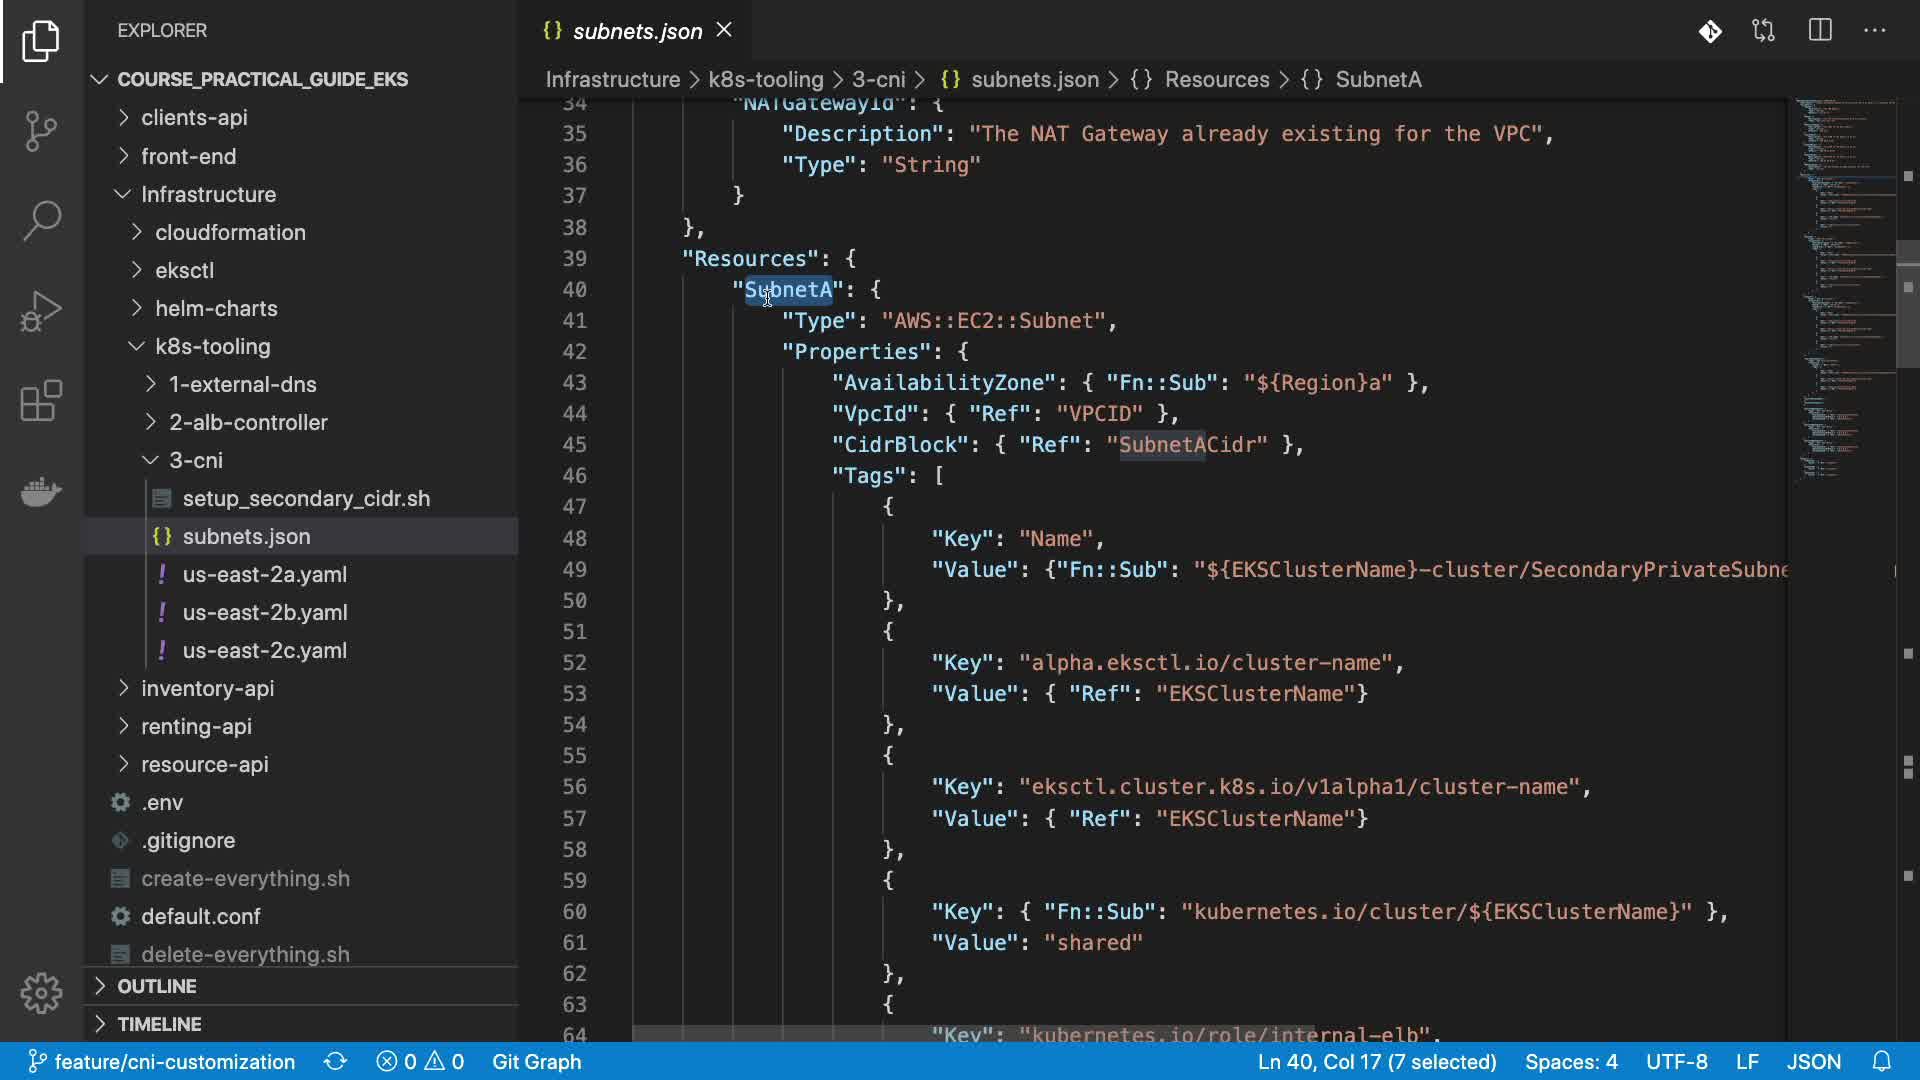 EXPLORER
COURSE_PRACTICAL_GUIDE_EKS
clients-api
front-end
Infrastructure
cloudformation
eksctl
helm-charts
k8s-tooling
1-external-dns
2-alb-controller
3-cni
setup_secondary_cidr.sh
subnets.json
us-east-2a.yaml
us-east-2b.yaml
us-east-2c.yaml
inventory-api
renting-api
resource-api
.env
.gitignore
create-everything.sh
default.conf
delete-everything.sh
OUTLINE
TIMELINE
{} subnets.json
Infrastructure > k8s-tooling > 3-cni > {} subnets.json > {} Resources > {} SubnetA
34 "NATGatewayId": {
35 "Description": "The NAT Gateway already existing for the VPC",
36 "Type": "String"
37 }
38 },
39 "Resources": {
40 "SubnetA": {
41 "Type": "AWS::EC2::Subnet",
42 "Properties": {
43 "AvailabilityZone": { "Fn::Sub": "${Region}a" },
44 "VpcId": { "Ref": "VPCID" },
45 "CidrBlock": { "Ref": "SubnetACidr" },
46 "Tags": [
47 {
48 "Key": "Name",
49 "Value": {"Fn::Sub": "${EKSClusterName}-cluster/SecondaryPrivateSubne
50 },
51 {
52 "Key": "alpha.eksctl.io/cluster-name",
53 "Value": { "Ref": "EKSClusterName"}
54 },
55 {
56 "Key": "eksctl.cluster.k8s.io/v1alpha1/cluster-name",
57 "Value": { "Ref": "EKSClusterName"}
58 },
59 {
60 "Key": { "Fn::Sub": "kubernetes.io/cluster/${EKSClusterName}" },
61 "Value": "shared"
62 },
63 {
64 "Key": "kubernetes.io/role/internal-elb",
feature/cni-customization 0 0 Git Graph Ln 40, Col 17 (7 selected) Spaces: 4 UTF-8 LF JSON